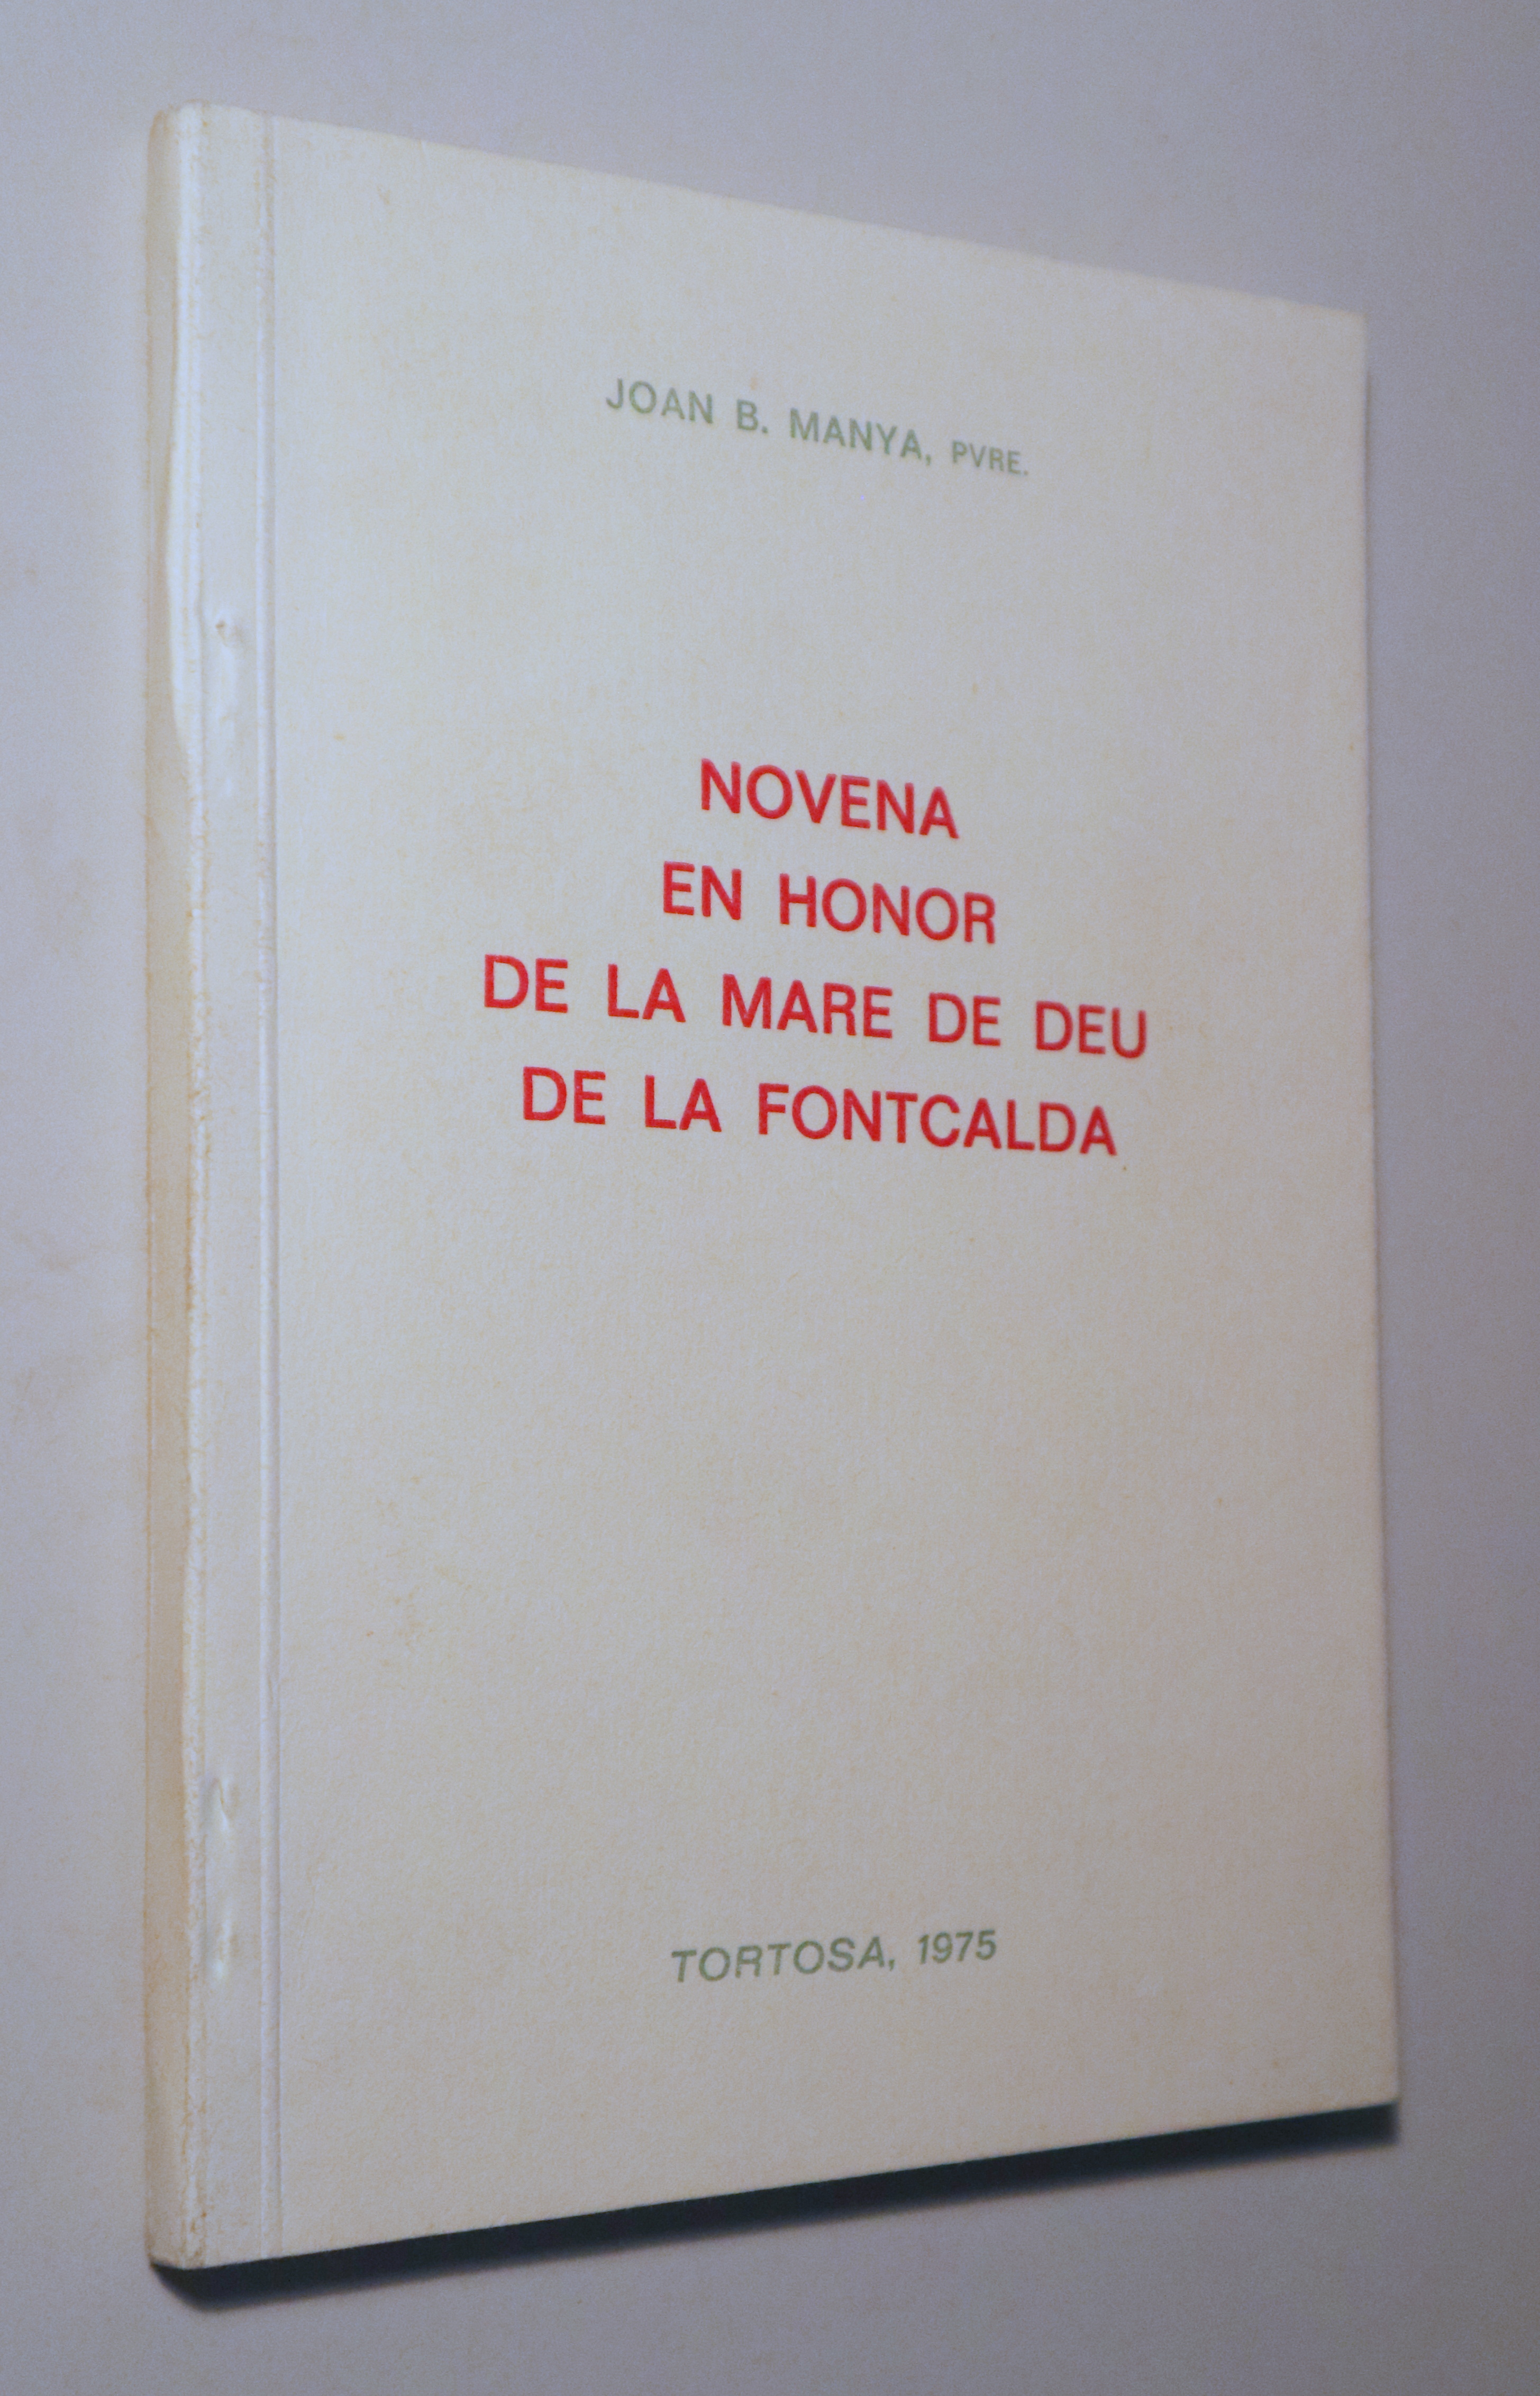 JOAN B. MANYA, PVRE.
NOVENA
EN HONOR
DE LA MARE DE DEU
DE LA FONTCALDA
TORTOSA, 1975